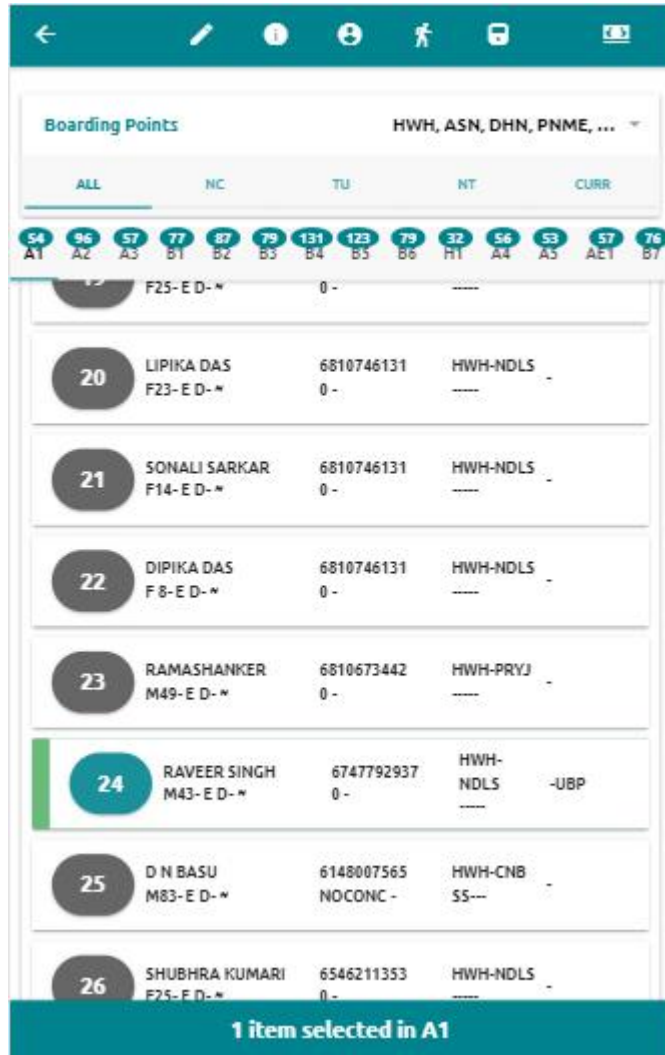 Boarding Points HWH, ASN, DHN, PNME, ...
ALL NC TU NT CURR
54 96 57 77 87 79 131 123 79 32 56 53 57 76
A1 A2 A3 B1 B2 B3 B4 B5 B6 H1 A4 A5 AE1 B7
F25- E D- ~ 0 - -----
20 LIPIKA DAS 6810746131 HWH-NDLS -
F23- E D- ~ 0 - -----
21 SONALI SARKAR 6810746131 HWH-NDLS -
F14- E D- ~ 0 - -----
22 DIPIKA DAS 6810746131 HWH-NDLS -
F 8- E D- ~ 0 - -----
23 RAMASHANKER 6810673442 HWH-PRYJ -
M49- E D- ~ 0 - -----
24 RAVEER SINGH 6747792937 HWH-
NDLS -UBP
M43- E D- ~ 0 - -----
25 D N BASU 6148007565 HWH-CNB -
M83- E D- ~ NOCONC - SS---
26 SHUBHRA KUMARI 6546211353 HWH-NDLS -
F25- E D- ~ 0 - -----
1 item selected in A1